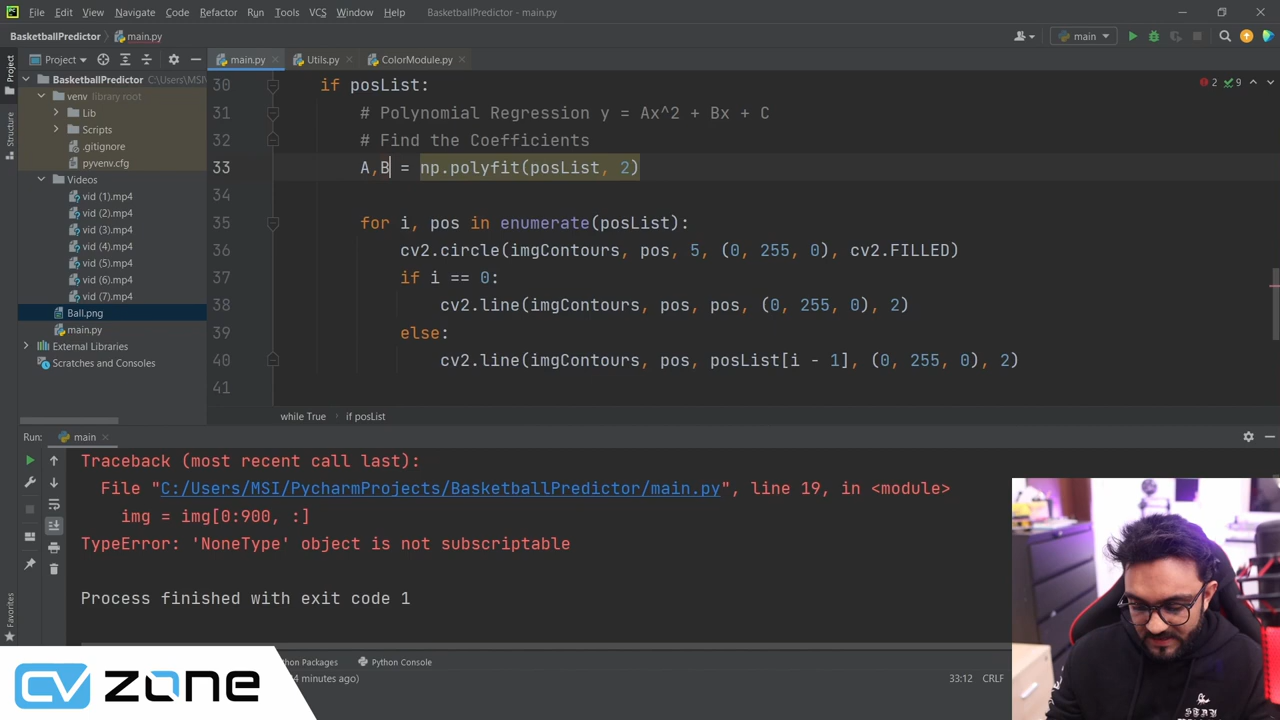 File Edit View Navigate Code Refactor Run Tools VCS Window Help BasketballPredictor - main.py
BasketballPredictor main.py main
Project main.py Utils.py ColorModule.py
Project
Structure
Favorites
BasketballPredictor C:\Users\MSI\
venv library root
Lib
Scripts
.gitignore
pyvenv.cfg
Videos
vid (1).mp4
vid (2).mp4
vid (3).mp4
vid (4).mp4
vid (5).mp4
vid (6).mp4
vid (7).mp4
Ball.png
main.py
External Libraries
Scratches and Consoles
2 9
30 if posList:
31 # Polynomial Regression y = Ax^2 + Bx + C
32 # Find the Coefficients
33 A,B = np.polyfit(posList, 2)
34
35 for i, pos in enumerate(posList):
36 cv2.circle(imgContours, pos, 5, (0, 255, 0), cv2.FILLED)
37 if i == 0:
38 cv2.line(imgContours, pos, pos, (0, 255, 0), 2)
39 else:
40 cv2.line(imgContours, pos, posList[i - 1], (0, 255, 0), 2)
41
while True if posList
Run: main
Traceback (most recent call last):
File "C:/Users/MSI/PycharmProjects/BasketballPredictor/main.py", line 19, in <module>
img = img[0:900, :]
TypeError: 'NoneType' object is not subscriptable
Process finished with exit code 1
Packages Python Console
minutes ago) 33:12 CRLF
CV ZONE